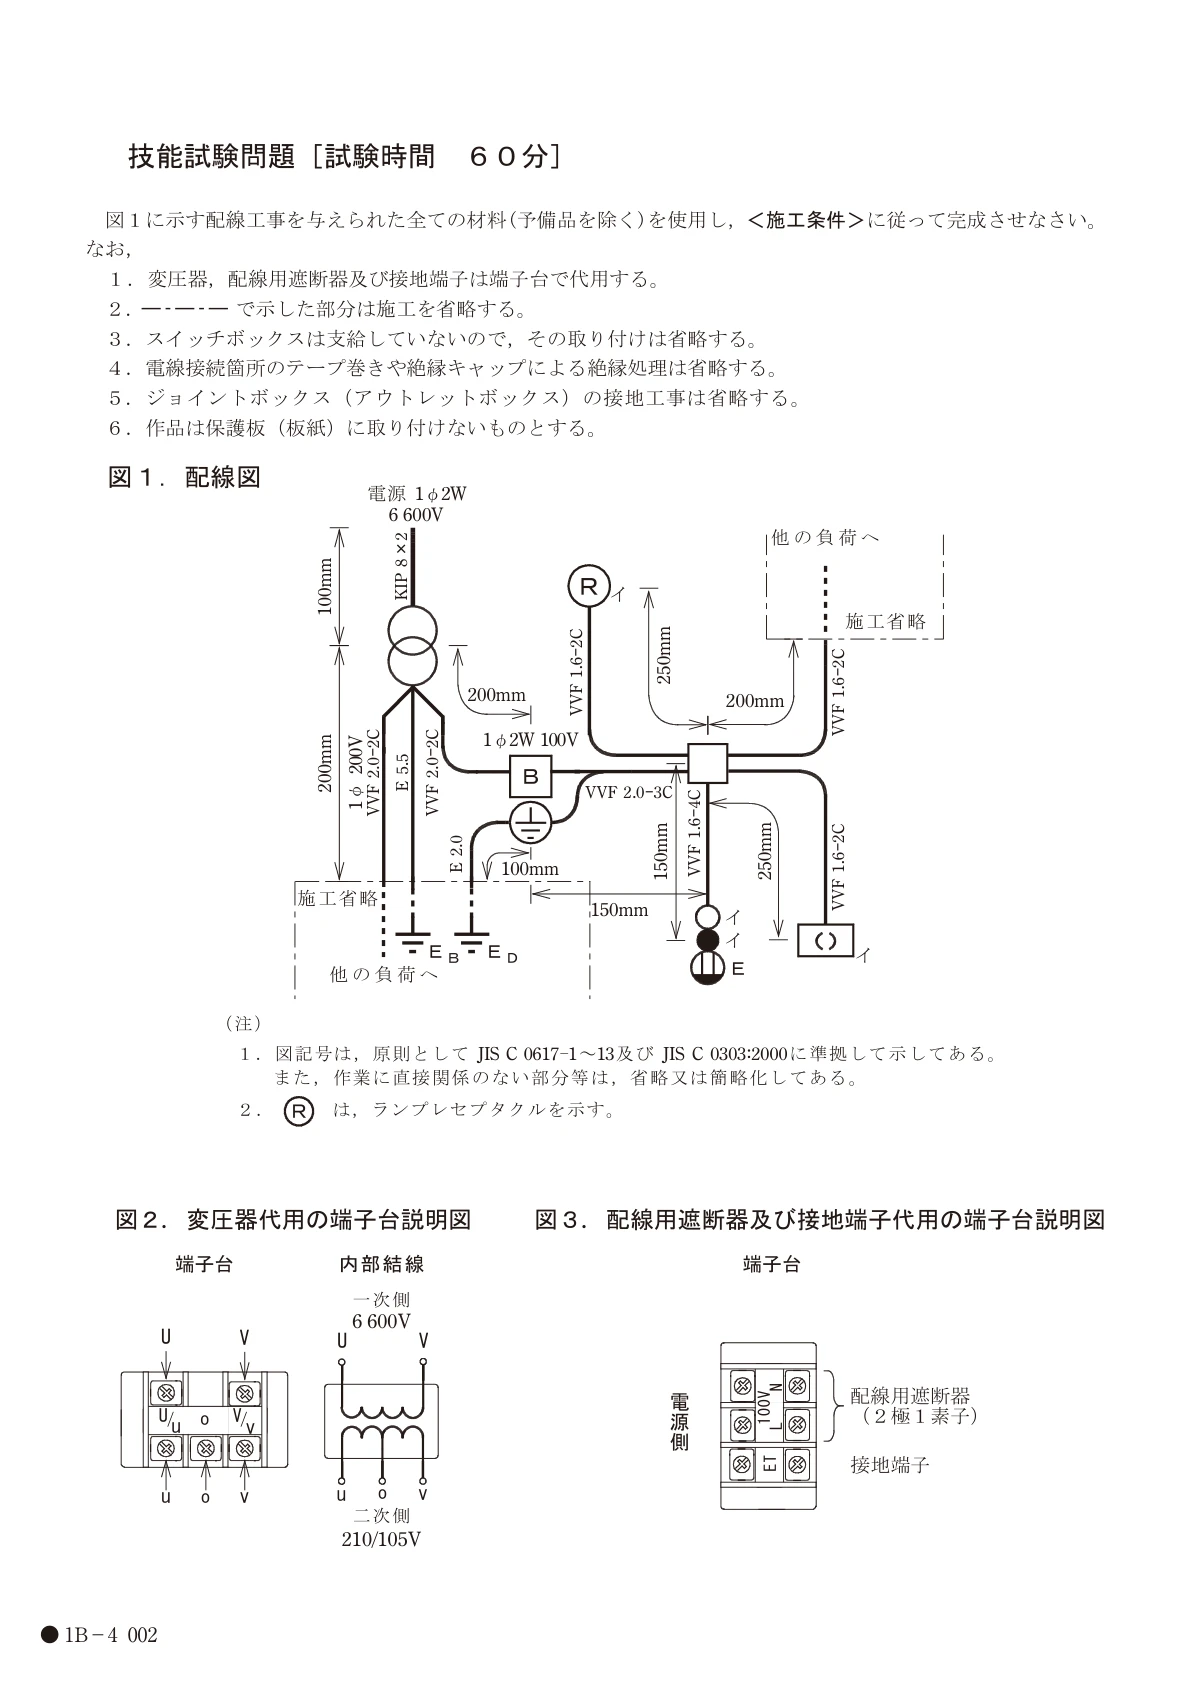 技能試験問題［試験時間　６０分］
図１に示す配線工事を与えられた全ての材料(予備品を除く)を使用し，＜施工条件＞に従って完成させなさい。
なお，
１．変圧器，配線用遮断器及び接地端子は端子台で代用する。
２．で示した部分は施工を省略する。
３．スイッチボックスは支給していないので，その取り付けは省略する。
４．電線接続箇所のテープ巻きや絶縁キャップによる絶縁処理は省略する。
５．ジョイントボックス（アウトレットボックス）の接地工事は省略する。
６．作品は保護板（板紙）に取り付けないものとする。
図１．配線図
電源 1φ2W
6 600V
100mm
KIP 8×2
R
イ
250mm
VVF 1.6−2C
他の負荷へ
施工省略
VVF 1.6−2C
200mm
200mm
200mm
1φ 200V
VVF 2.0−2C
E 5.5
VVF 2.0−2C
1φ2W 100V
B
VVF 2.0−3C
E 2.0
100mm
150mm
150mm
VVF 1.6−4C
250mm
VVF 1.6−2C
施工省略
E B
E D
他の負荷へ
イ
イ
E
イ
（注）
１．図記号は，原則として JIS C 0617−1〜13及び JIS C 0303:2000に準拠して示してある。
また，作業に直接関係のない部分等は，省略又は簡略化してある。
２．Ⓡ は，ランプレセプタクルを示す。
図２．変圧器代用の端子台説明図
図３．配線用遮断器及び接地端子代用の端子台説明図
端子台
内部結線
端子台
一次側
6 600V
U V
U V
U/u o V/v
u o v
u o v
二次側
210/105V
電源側
100V
N
L
ET
配線用遮断器
（２極１素子）
接地端子
●1B−4 002